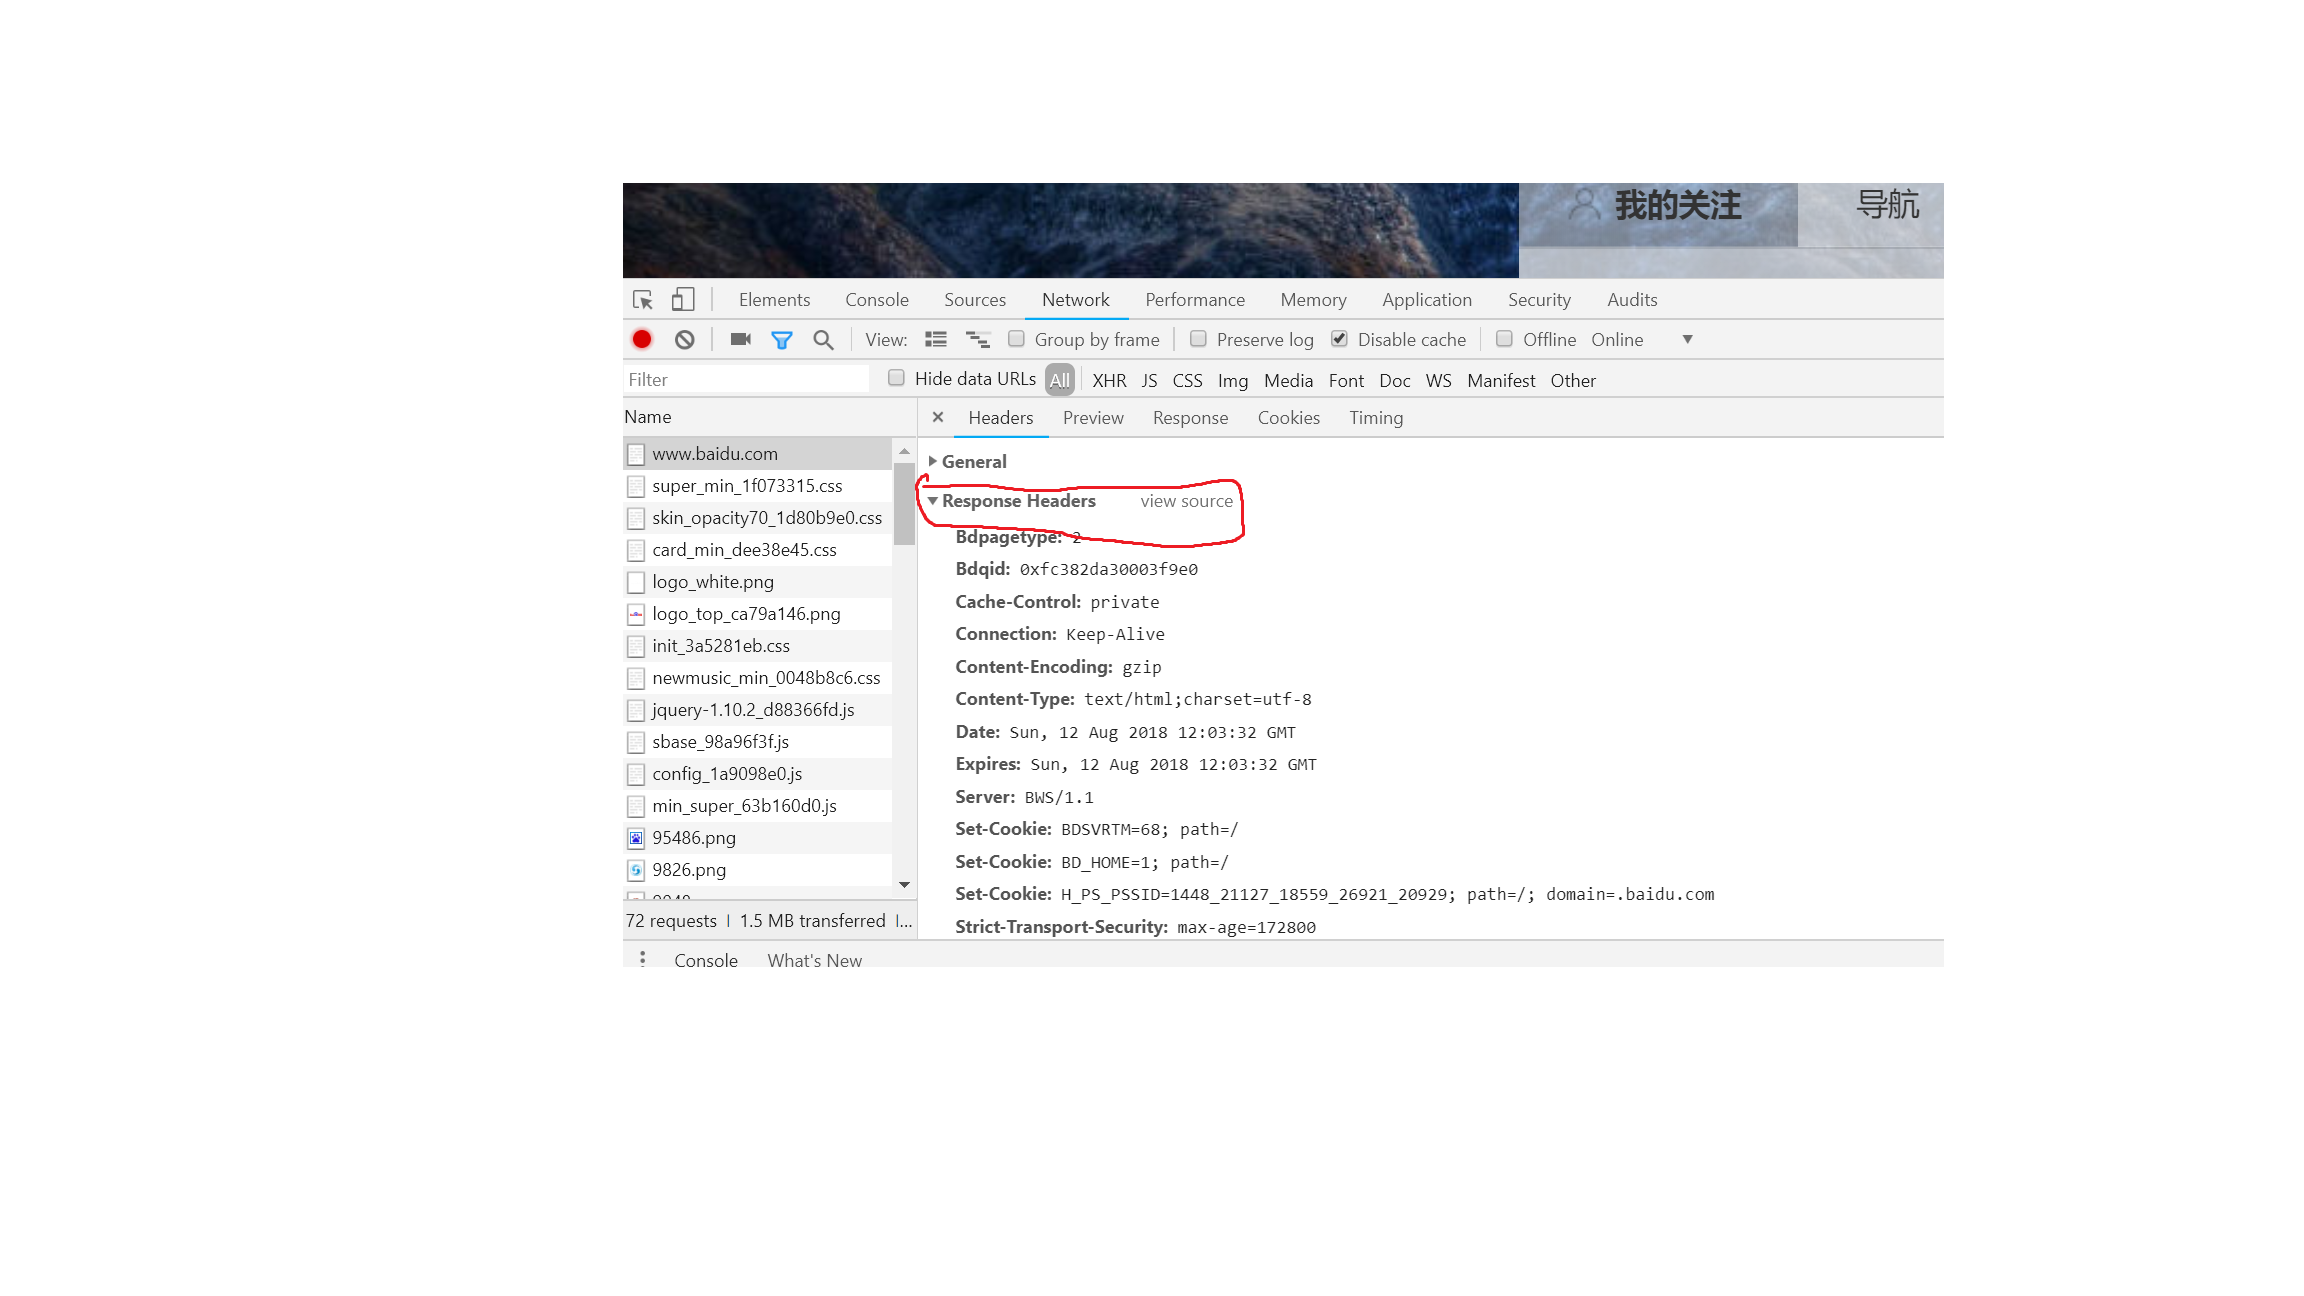 我的关注 导航
Elements Console Sources Network Performance Memory Application Security Audits
View: Group by frame Preserve log Disable cache Offline Online
Filter Hide data URLs All XHR JS CSS Img Media Font Doc WS Manifest Other
Name
Headers Preview Response Cookies Timing
www.baidu.com
super_min_1f073315.css
skin_opacity70_1d80b9e0.css
card_min_dee38e45.css
logo_white.png
logo_top_ca79a146.png
init_3a5281eb.css
newmusic_min_0048b8c6.css
jquery-1.10.2_d88366fd.js
sbase_98a96f3f.js
config_1a9098e0.js
min_super_63b160d0.js
95486.png
9826.png
72 requests | 1.5 MB transferred |...
General
Response Headers view source
Bdpagetype: 2
Bdqid: 0xfc382da30003f9e0
Cache-Control: private
Connection: Keep-Alive
Content-Encoding: gzip
Content-Type: text/html;charset=utf-8
Date: Sun, 12 Aug 2018 12:03:32 GMT
Expires: Sun, 12 Aug 2018 12:03:32 GMT
Server: BWS/1.1
Set-Cookie: BDSVRTM=68; path=/
Set-Cookie: BD_HOME=1; path=/
Set-Cookie: H_PS_PSSID=1448_21127_18559_26921_20929; path=/; domain=.baidu.com
Strict-Transport-Security: max-age=172800
Console What's New